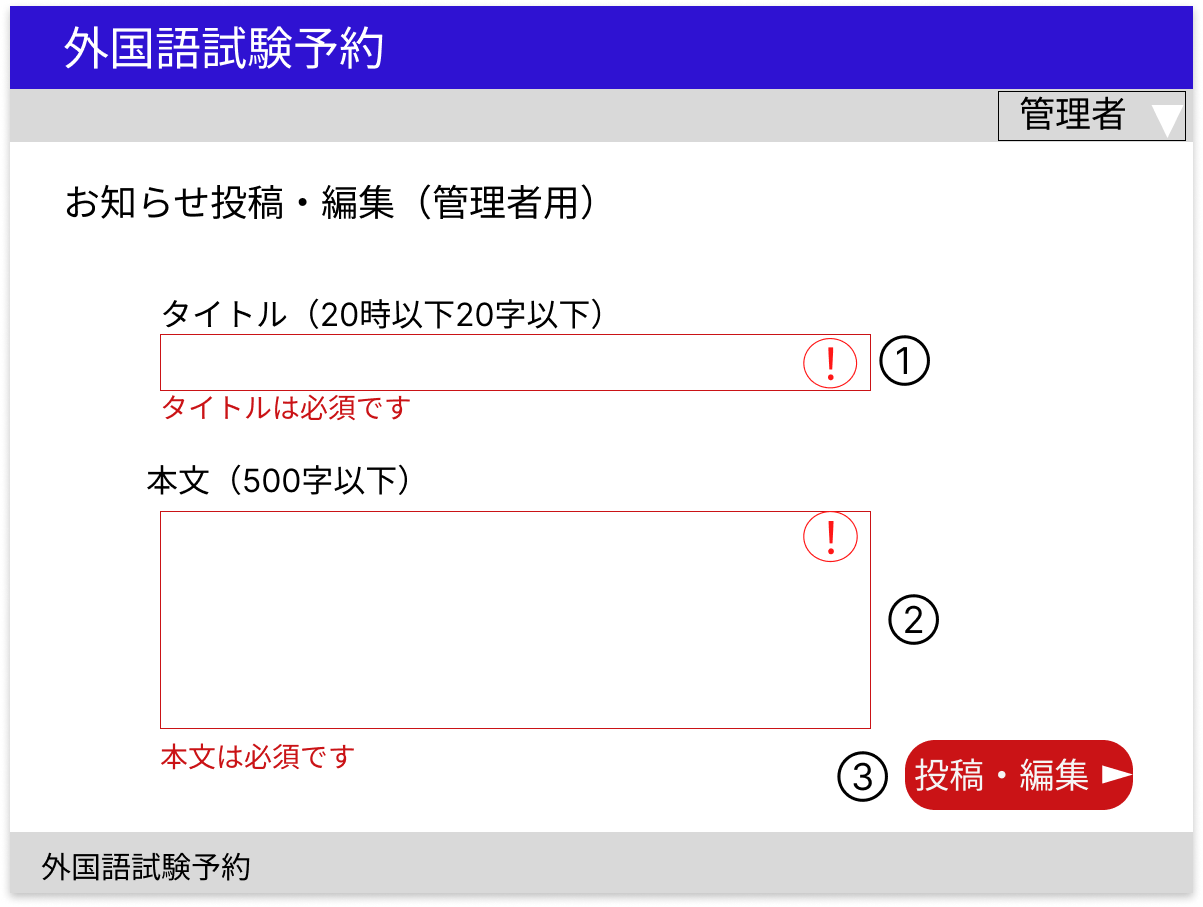 外国語試験予約
管理者
お知らせ投稿・編集（管理者用）
タイトル（20時以下20字以下）
！ ①
タイトルは必須です
本文（500字以下）
！
②
本文は必須です
③ 投稿・編集
外国語試験予約